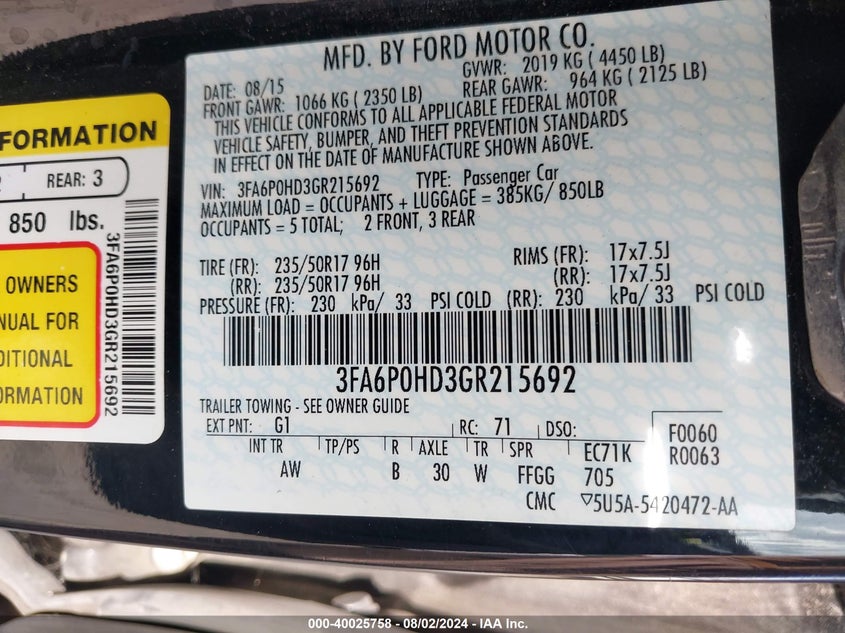 MFD. BY FORD MOTOR CO.
DATE: 08/15 GVWR: 2019 KG ( 4450 LB)
FRONT GAWR: 1066 KG ( 2350 LB) REAR GAWR: 964 KG ( 2125 LB)
THIS VEHICLE CONFORMS TO ALL APPLICABLE FEDERAL MOTOR
VEHICLE SAFETY, BUMPER, AND THEFT PREVENTION STANDARDS
IN EFFECT ON THE DATE OF MANUFACTURE SHOWN ABOVE.
VIN: 3FA6P0HD3GR215692 TYPE: Passenger Car
MAXIMUM LOAD = OCCUPANTS + LUGGAGE = 385KG/ 850LB
OCCUPANTS = 5 TOTAL; 2 FRONT, 3 REAR
TIRE (FR): 235/50R17 96H RIMS (FR): 17x7.5J
(RR): 235/50R17 96H (RR): 17x7.5J
PRESSURE (FR): 230 kPa/ 33 PSI COLD (RR): 230 kPa/ 33 PSI COLD
3FA6P0HD3GR215692
TRAILER TOWING - SEE OWNER GUIDE
EXT PNT: G1 RC: 71 DSO: F0060
INT TR TP/PS R AXLE TR SPR EC71K R0063
AW B 30 W FFGG 705
CMC ▽5U5A-5420472-AA
FORMATION
REAR: 3
850 lbs.
3FA6P0HD3GR215692
OWNERS
NUAL FOR
DITIONAL
ORMATION
000-40025758 - 08/02/2024 - IAA Inc.